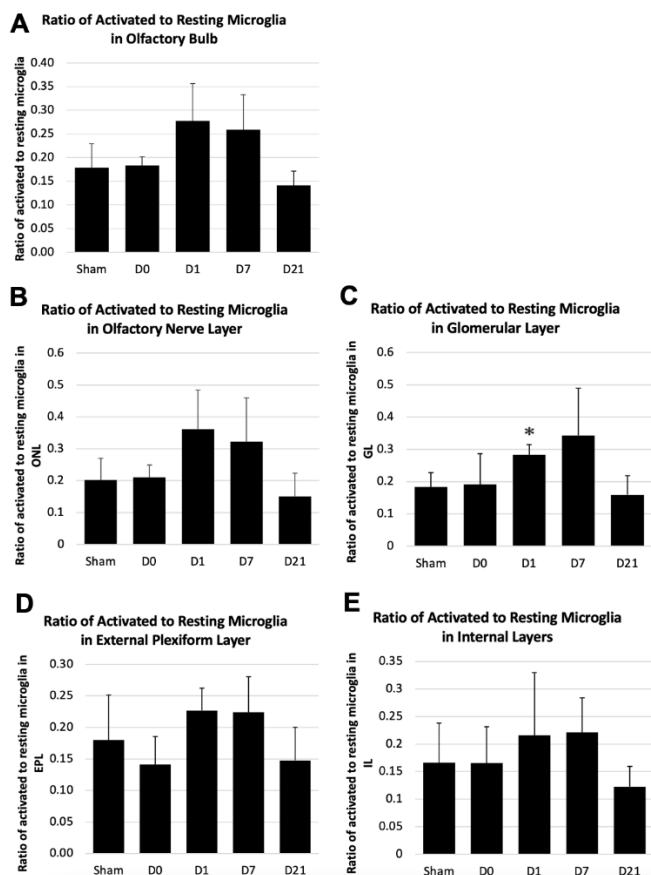 A
Ratio of Activated to Resting Microglia
in Olfactory Bulb
Ratio of activated to resting microglia
0.40
0.35
0.30
0.25
0.20
0.15
0.10
0.05
0.00
Sham D0 D1 D7 D21
B
Ratio of Activated to Resting Microglia
in Olfactory Nerve Layer
Ratio of activated to resting microglia in
ONL
0.6
0.5
0.4
0.3
0.2
0.1
0
Sham D0 D1 D7 D21
C
Ratio of Activated to Resting Microglia
in Glomerular Layer
Ratio of activated to resting microglia in
GL
0.6
0.5
0.4
0.3
0.2
0.1
0
*
Sham D0 D1 D7 D21
D
Ratio of Activated to Resting Microglia
in External Plexiform Layer
Ratio of activated to resting microglia in
EPL
0.30
0.25
0.20
0.15
0.10
0.05
0.00
Sham D0 D1 D7 D21
E
Ratio of Activated to Resting Microglia
in Internal Layers
Ratio of activated to resting microglia in
IL
0.35
0.3
0.25
0.2
0.15
0.1
0.05
0
Sham D0 D1 D7 D21